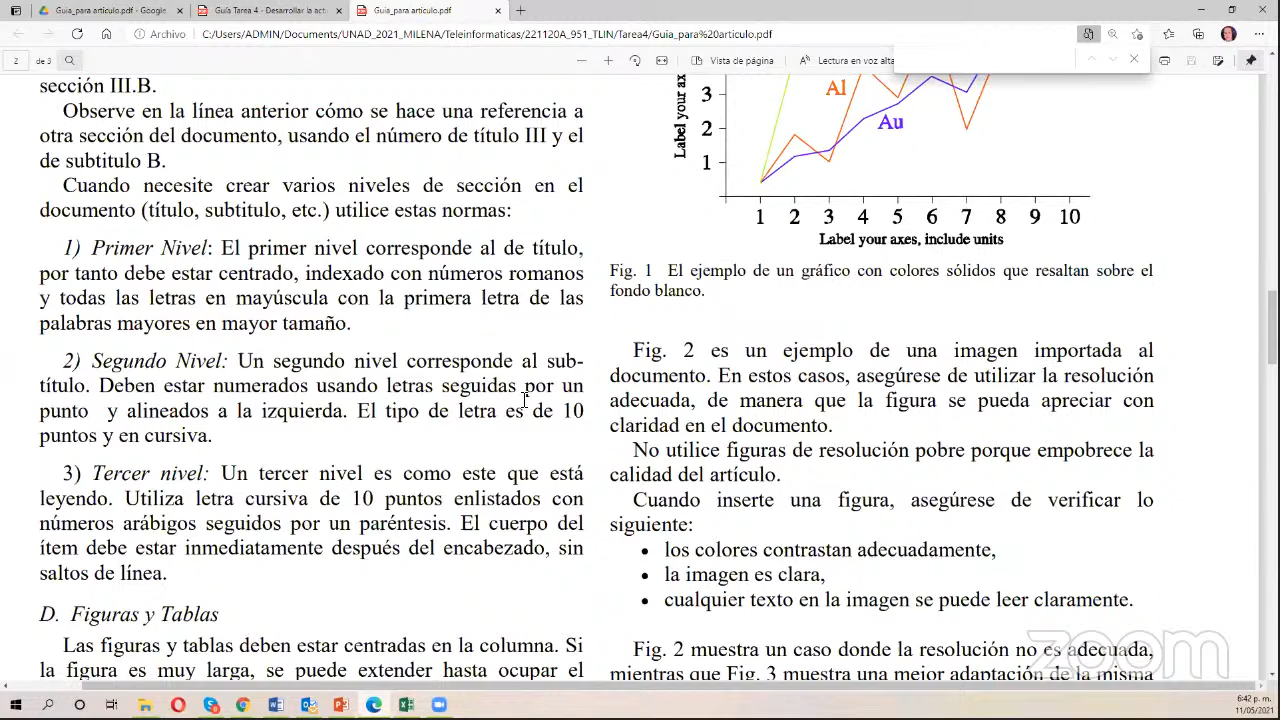 Guía_para artículo.pdf - Google
Guía Tarea 4 - Desarrollar la act
Guia_para artículo.pdf
Archivo
C:/Users/ADMIN/Documents/UNAD_2021_MILENA/Teleinformaticas/221120A_951_TLIN/Tarea4/Guia_para%20articulo.pdf
2
de 3
Vista de página
Lectura en voz alta
sección III.B.
Observe en la línea anterior cómo se hace una referencia a
otra sección del documento, usando el número de título III y el
de subtitulo B.
Cuando necesite crear varios niveles de sección en el
documento (título, subtitulo, etc.) utilice estas normas:
1) Primer Nivel: El primer nivel corresponde al de título,
por tanto debe estar centrado, indexado con números romanos
y todas las letras en mayúscula con la primera letra de las
palabras mayores en mayor tamaño.
2) Segundo Nivel: Un segundo nivel corresponde al sub-
título. Deben estar numerados usando letras seguidas por un
punto y alineados a la izquierda. El tipo de letra es de 10
puntos y en cursiva.
3) Tercer nivel: Un tercer nivel es como este que está
leyendo. Utiliza letra cursiva de 10 puntos enlistados con
números arábigos seguidos por un paréntesis. El cuerpo del
ítem debe estar inmediatamente después del encabezado, sin
saltos de línea.
D. Figuras y Tablas
Las figuras y tablas deben estar centradas en la columna. Si
la figura es muy larga, se puede extender hasta ocupar el
Label your ax
3
2
1
Al
Au
1 2 3 4 5 6 7 8 9 10
Label your axes, include units
Fig. 1 El ejemplo de un gráfico con colores sólidos que resaltan sobre el
fondo blanco.
Fig. 2 es un ejemplo de una imagen importada al
documento. En estos casos, asegúrese de utilizar la resolución
adecuada, de manera que la figura se pueda apreciar con
claridad en el documento.
No utilice figuras de resolución pobre porque empobrece la
calidad del artículo.
Cuando inserte una figura, asegúrese de verificar lo
siguiente:
• los colores contrastan adecuadamente,
• la imagen es clara,
• cualquier texto en la imagen se puede leer claramente.
Fig. 2 muestra un caso donde la resolución no es adecuada,
mientras que Fig. 3 muestra una mejor adaptación de la misma
zoom
6:42 p. m.
11/05/2021